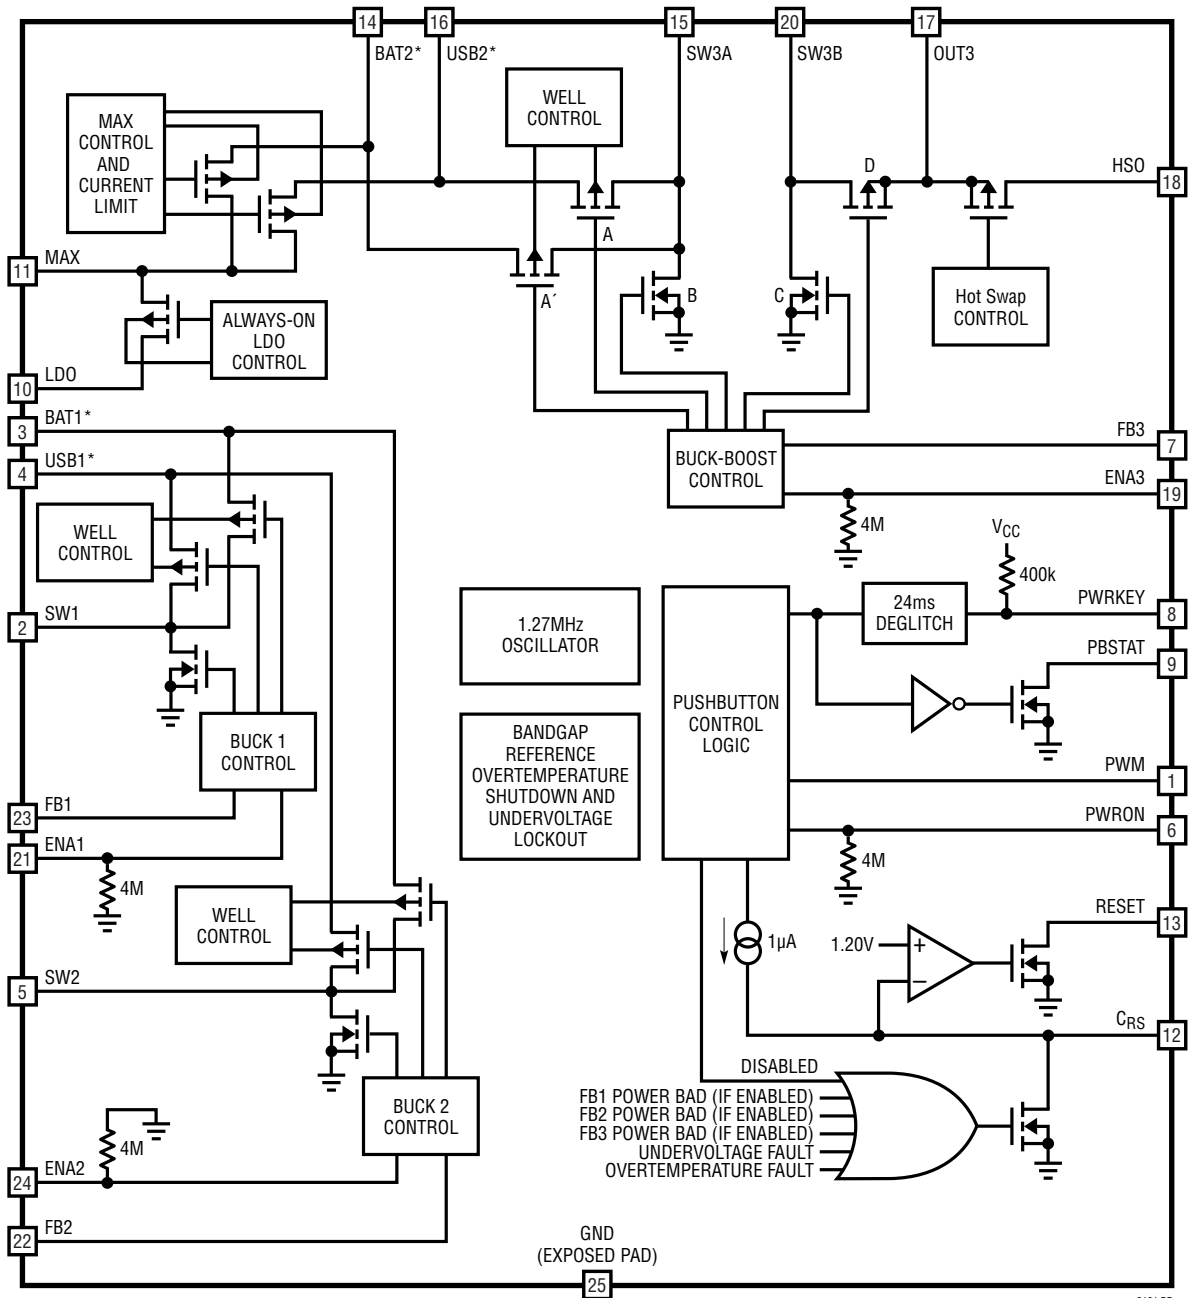 14
16
15
20
17
BAT2*
USB2*
SW3A
SW3B
OUT3
MAX
CONTROL
AND
CURRENT
LIMIT
WELL
CONTROL
D
HSO
18
A
MAX
11
A´
B
C
Hot Swap
CONTROL
ALWAYS-ON
LDO
CONTROL
LDO
10
BAT1*
3
USB1*
4
FB3
7
BUCK-BOOST
CONTROL
ENA3
19
4M
WELL
CONTROL
VCC
400k
SW1
2
1.27MHz
OSCILLATOR
24ms
DEGLITCH
PWRKEY
8
PBSTAT
9
PUSHBUTTON
CONTROL
LOGIC
BUCK 1
CONTROL
BANDGAP
REFERENCE
OVERTEMPERATURE
SHUTDOWN AND
UNDERVOLTAGE
LOCKOUT
PWM
1
FB1
23
PWRON
6
ENA1
21
4M
4M
WELL
CONTROL
RESET
13
1µA
1.20V
+
–
SW2
5
CRS
12
DISABLED
FB1 POWER BAD (IF ENABLED)
FB2 POWER BAD (IF ENABLED)
FB3 POWER BAD (IF ENABLED)
UNDERVOLTAGE FAULT
OVERTEMPERATURE FAULT
BUCK 2
CONTROL
4M
ENA2
24
FB2
22
GND
(EXPOSED PAD)
25